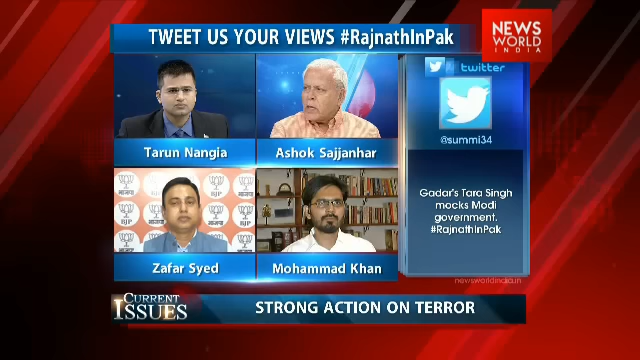 TWEET US YOUR VIEWS #RajnathInPak
NEWS
WORLD
INDIA
twitter
@summi34
Tarun Nangia
Ashok Sajjanhar
Gadar's Tara Singh
mocks Modi
government.
#RajnathInPak
BJP
Zafar Syed
Mohammad Khan
newsworldindia.in
CURRENT
ISSUES
STRONG ACTION ON TERROR